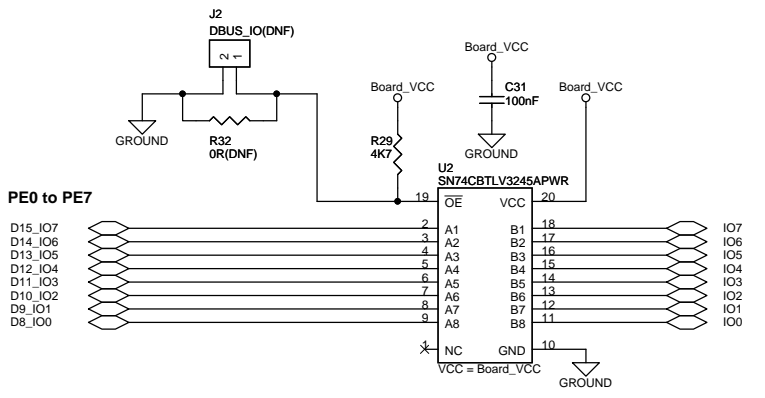 J2
DBUS_IO(DNF)
2 1
GROUND
R32
0R(DNF)
Board_VCC
R29
4K7
Board_VCC
C31
100nF
GROUND
Board_VCC
U2
SN74CBTLV3245APWR
PE0 to PE7
19 OE VCC 20
D15_IO7 2 A1 B1 18 IO7
D14_IO6 3 A2 B2 17 IO6
D13_IO5 4 A3 B3 16 IO5
D12_IO4 5 A4 B4 15 IO4
D11_IO3 6 A5 B5 14 IO3
D10_IO2 7 A6 B6 13 IO2
D9_IO1 8 A7 B7 12 IO1
D8_IO0 9 A8 B8 11 IO0
1 NC GND 10
VCC = Board_VCC
GROUND